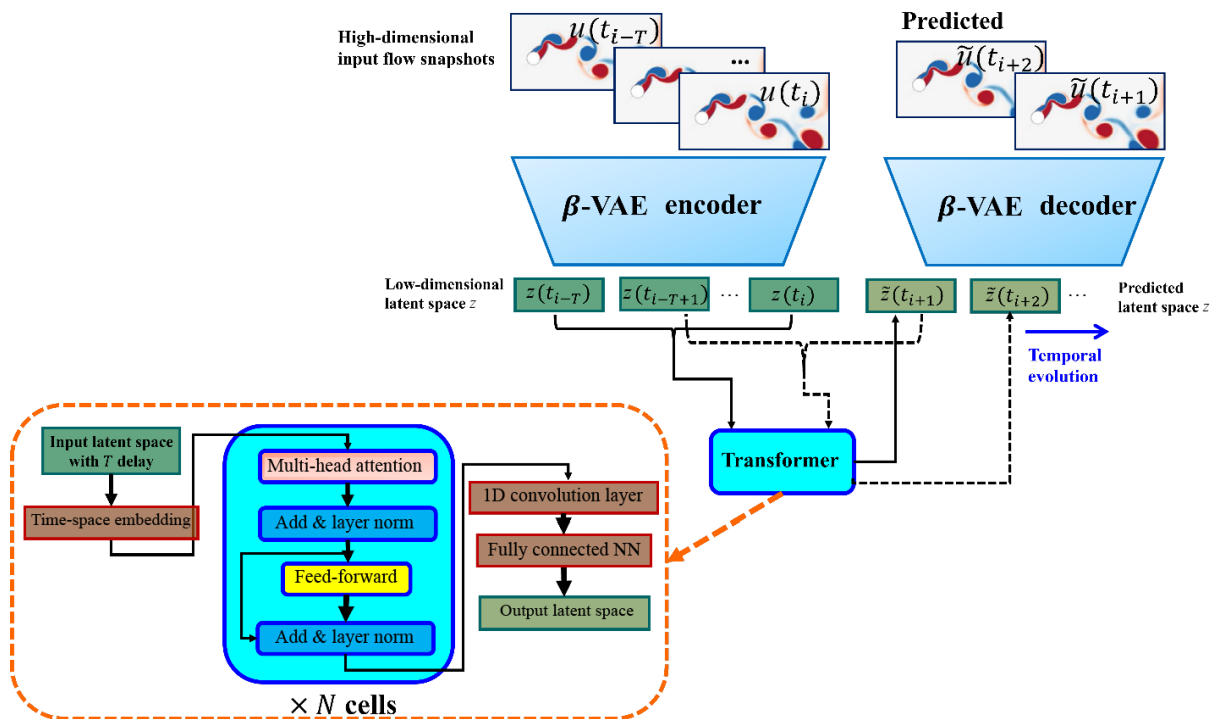 High-dimensional
input flow snapshots
u(t_{i−T})
...
u(t_i)
Predicted
ũ(t_{i+2})
ũ(t_{i+1})
β-VAE encoder
β-VAE decoder
Low-dimensional
latent space z
z(t_{i−T})
z(t_{i−T+1})
...
z(t_i)
z̃(t_{i+1})
z̃(t_{i+2})
...
Predicted
latent space z
Temporal
evolution
Transformer
Input latent space
with T delay
Time-space embedding
Multi-head attention
Add & layer norm
Feed-forward
Add & layer norm
× N cells
1D convolution layer
Fully connected NN
Output latent space